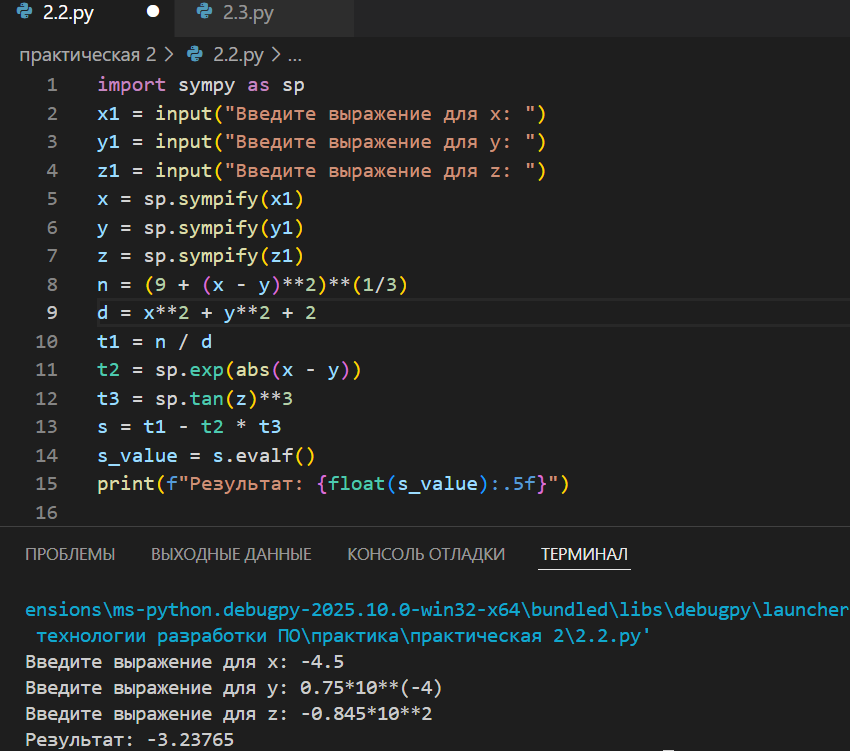 2.2.py 2.3.py
практическая 2 > 2.2.py > ...
1 import sympy as sp
2 x1 = input("Введите выражение для x: ")
3 y1 = input("Введите выражение для y: ")
4 z1 = input("Введите выражение для z: ")
5 x = sp.sympify(x1)
6 y = sp.sympify(y1)
7 z = sp.sympify(z1)
8 n = (9 + (x - y)**2)**(1/3)
9 d = x**2 + y**2 + 2
10 t1 = n / d
11 t2 = sp.exp(abs(x - y))
12 t3 = sp.tan(z)**3
13 s = t1 - t2 * t3
14 s_value = s.evalf()
15 print(f"Результат: {float(s_value):.5f}")
16
ПРОБЛЕМЫ ВЫХОДНЫЕ ДАННЫЕ КОНСОЛЬ ОТЛАДКИ ТЕРМИНАЛ
ensions\ms-python.debugpy-2025.10.0-win32-x64\bundled\libs\debugpy\launcher
технологии разработки ПО\практика\практическая 2\2.2.py'
Введите выражение для x: -4.5
Введите выражение для y: 0.75*10**(-4)
Введите выражение для z: -0.845*10**2
Результат: -3.23765